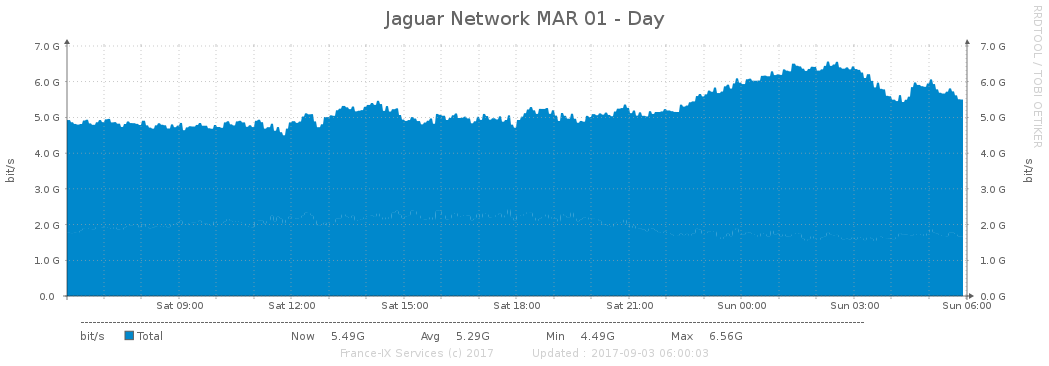 Jaguar Network MAR 01 - Day
RRDTOOL / TOBI OETIKER
7.0 G 7.0 G
6.0 G 6.0 G
5.0 G 5.0 G
4.0 G 4.0 G
3.0 G 3.0 G
2.0 G 2.0 G
1.0 G 1.0 G
0.0 0.0 G
bit/s bit/s
Sat 09:00 Sat 12:00 Sat 15:00 Sat 18:00 Sat 21:00 Sun 00:00 Sun 03:00 Sun 06:00
bit/s Total Now 5.49G Avg 5.29G Min 4.49G Max 6.56G
France-IX Services (c) 2017 Updated : 2017-09-03 06:00:03